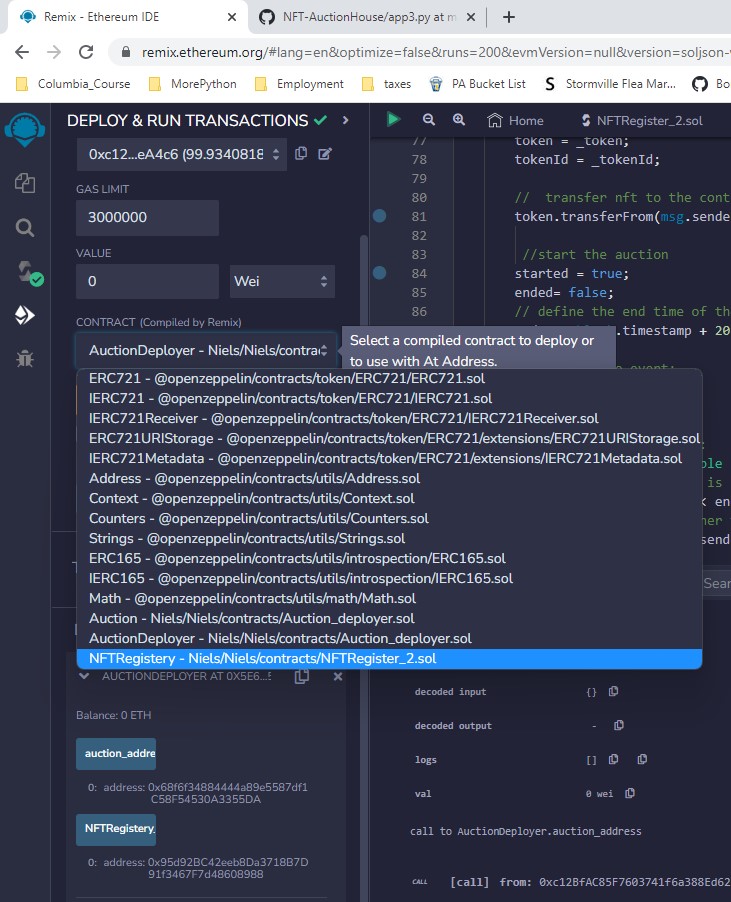 Remix - Ethereum IDE
NFT-AuctionHouse/app3.py at m
remix.ethereum.org/#lang=en&optimize=false&runs=200&evmVersion=null&version=soljson-
Columbia_Course MorePython Employment taxes PA Bucket List S Stormville Flea Mar... Bo
DEPLOY & RUN TRANSACTIONS
Home
NFTRegister_2.sol
0xc12...eA4c6 (99.9340818
GAS LIMIT
3000000
VALUE
0 Wei
CONTRACT (Compiled by Remix)
AuctionDeployer - Niels/Niels/contrac
Select a compiled contract to deploy or
to use with At Address.
77 token = _token;
78 tokenId = _tokenId;
79
80 // transfer nft to the cont
81 token.transferFrom(msg.sende
82
83 //start the auction
84 started = true;
85 ended= false;
86 // define the end time of th
.timestamp + 20
event:
ERC721 - @openzeppelin/contracts/token/ERC721/ERC721.sol
IERC721 - @openzeppelin/contracts/token/ERC721/IERC721.sol
IERC721Receiver - @openzeppelin/contracts/token/ERC721/IERC721Receiver.sol
ERC721URIStorage - @openzeppelin/contracts/token/ERC721/extensions/ERC721URIStorage.sol
IERC721Metadata - @openzeppelin/contracts/token/ERC721/extensions/IERC721Metadata.sol
Address - @openzeppelin/contracts/utils/Address.sol
Context - @openzeppelin/contracts/utils/Context.sol
Counters - @openzeppelin/contracts/utils/Counters.sol
Strings - @openzeppelin/contracts/utils/Strings.sol
ERC165 - @openzeppelin/contracts/utils/introspection/ERC165.sol
IERC165 - @openzeppelin/contracts/utils/introspection/IERC165.sol
Math - @openzeppelin/contracts/utils/math/Math.sol
Auction - Niels/Niels/contracts/Auction_deployer.sol
AuctionDeployer - Niels/Niels/contracts/Auction_deployer.sol
NFTRegistery - Niels/Niels/contracts/NFTRegister_2.sol
ble
is
en
her
send
Sear
AUCTIONDEPLOYER AT 0X5E6...
Balance: 0 ETH
auction_addre
0: address: 0x68f6f34884444a89e5587df1
C58F54530A3355DA
NFTRegistery.
0: address: 0x95d92BC42eeb8Da3718B7D
91f3467F7d48608988
decoded input {}
decoded output -
logs []
val 0 wei
call to AuctionDeployer.auction_address
CALL [call] from: 0xc12BfAC85F7603741f6a388Ed62